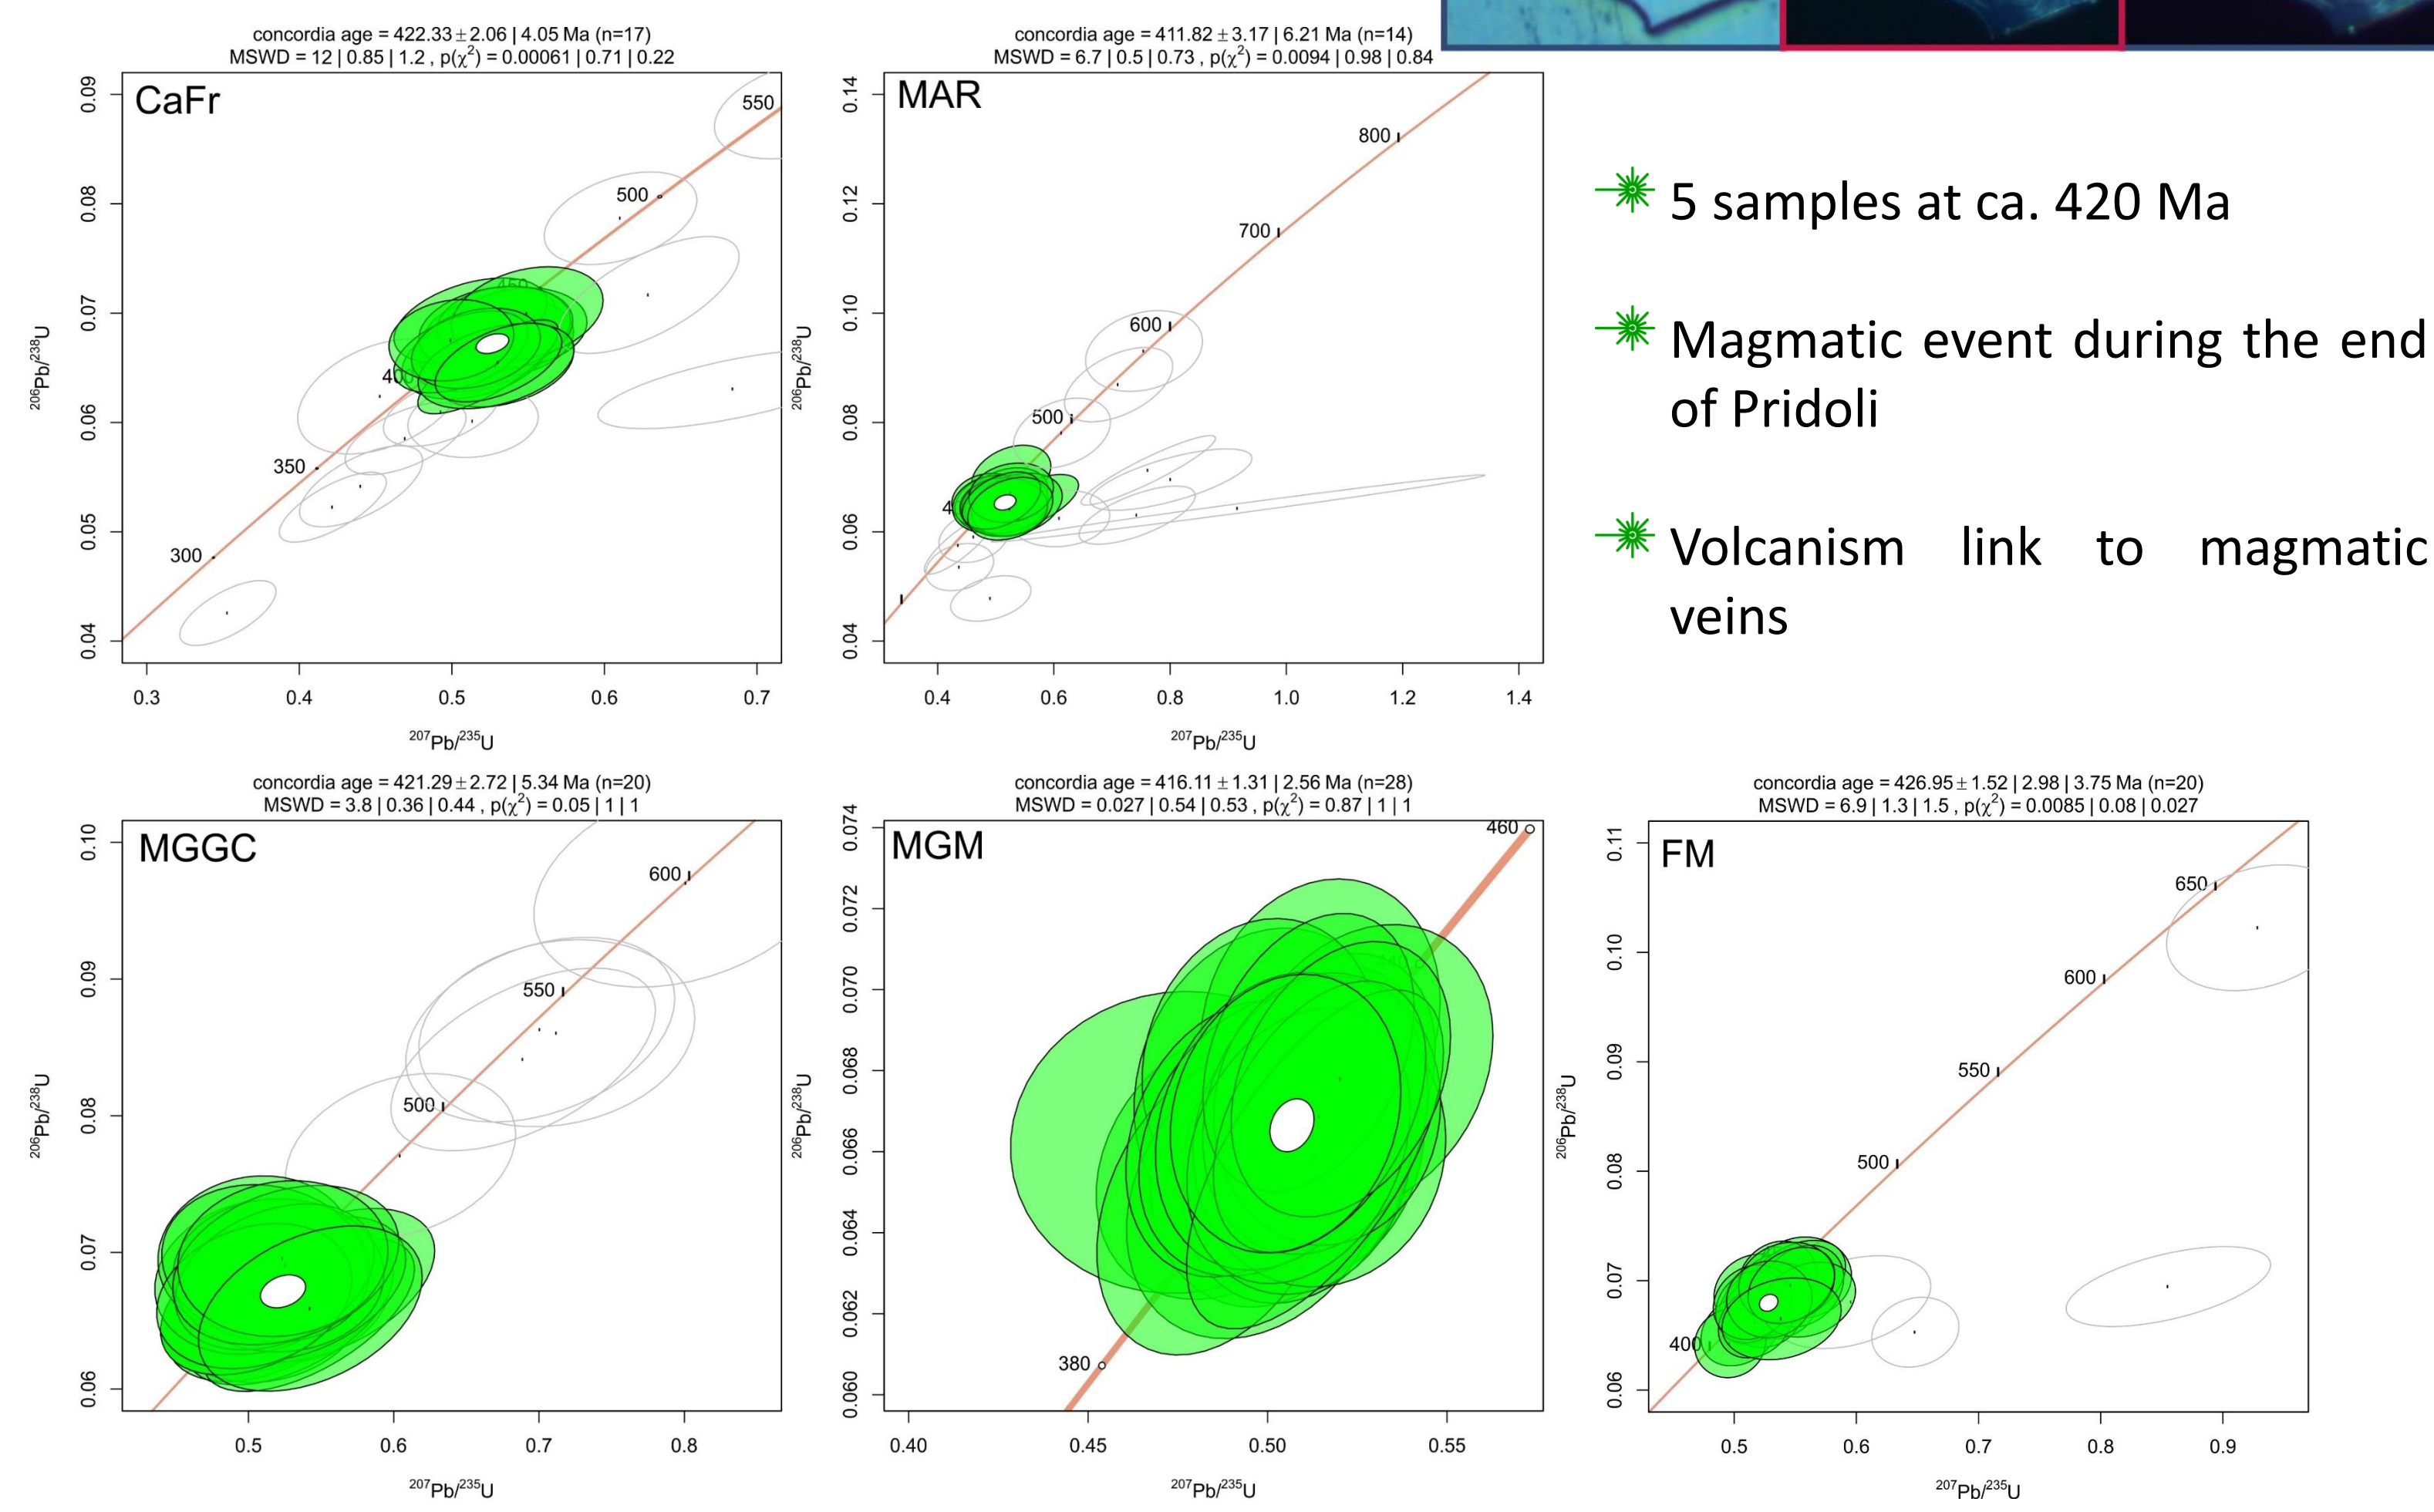 concordia age = 422.33 ± 2.06 | 4.05 Ma (n=17)
MSWD = 12 | 0.85 | 1.2 , p(χ²) = 0.00061 | 0.71 | 0.22
CaFr
0.09
0.08
0.07
0.06
0.05
0.04
²⁰⁶Pb/²³⁸U
550
500
450
400
350
300
0.3 0.4 0.5 0.6 0.7
²⁰⁷Pb/²³⁵U
concordia age = 411.82 ± 3.17 | 6.21 Ma (n=14)
MSWD = 6.7 | 0.5 | 0.73 , p(χ²) = 0.0094 | 0.98 | 0.84
MAR
0.14
0.12
0.10
0.08
0.06
0.04
²⁰⁶Pb/²³⁸U
800
700
600
500
4
0.4 0.6 0.8 1.0 1.2 1.4
²⁰⁷Pb/²³⁵U
5 samples at ca. 420 Ma
Magmatic event during the end
of Pridoli
Volcanism link to magmatic
veins
concordia age = 421.29 ± 2.72 | 5.34 Ma (n=20)
MSWD = 3.8 | 0.36 | 0.44 , p(χ²) = 0.05 | 1 | 1
MGGC
0.10
0.09
0.08
0.07
0.06
²⁰⁶Pb/²³⁸U
600
550
500
0.5 0.6 0.7 0.8
²⁰⁷Pb/²³⁵U
concordia age = 416.11 ± 1.31 | 2.56 Ma (n=28)
MSWD = 0.027 | 0.54 | 0.53 , p(χ²) = 0.87 | 1 | 1
MGM
0.074
0.072
0.070
0.068
0.066
0.064
0.062
0.060
²⁰⁶Pb/²³⁸U
460
440
380
0.40 0.45 0.50 0.55
²⁰⁷Pb/²³⁵U
concordia age = 426.95 ± 1.52 | 2.98 | 3.75 Ma (n=20)
MSWD = 6.9 | 1.3 | 1.5 , p(χ²) = 0.0085 | 0.08 | 0.027
FM
0.11
0.10
0.09
0.08
0.07
0.06
²⁰⁶Pb/²³⁸U
650
600
550
500
400
0.5 0.6 0.7 0.8 0.9
²⁰⁷Pb/²³⁵U